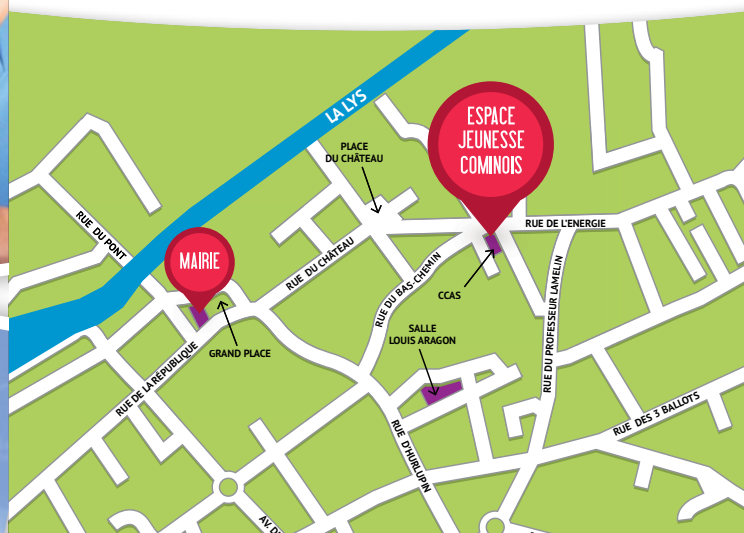 LA LYS
ESPACE
JEUNESSE
COMINOIS
PLACE
DU CHÂTEAU
RUE DU PONT
RUE DE L'ENERGIE
MAIRIE
RUE DU CHÂTEAU
RUE DU BAS-CHEMIN
CCAS
RUE DU PROFESSEUR LAMELIN
GRAND PLACE
SALLE
LOUIS ARAGON
RUE DE LA RÉPUBLIQUE
RUE D'HURLUPIN
RUE DES 3 BALLOTS
AV. D